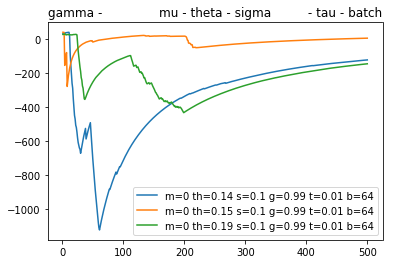 gamma - mu - theta - sigma - tau - batch
0
−200
−400
−600
−800
−1000
m=0 th=0.14 s=0.1 g=0.99 t=0.01 b=64
m=0 th=0.15 s=0.1 g=0.99 t=0.01 b=64
m=0 th=0.19 s=0.1 g=0.99 t=0.01 b=64
0 100 200 300 400 500